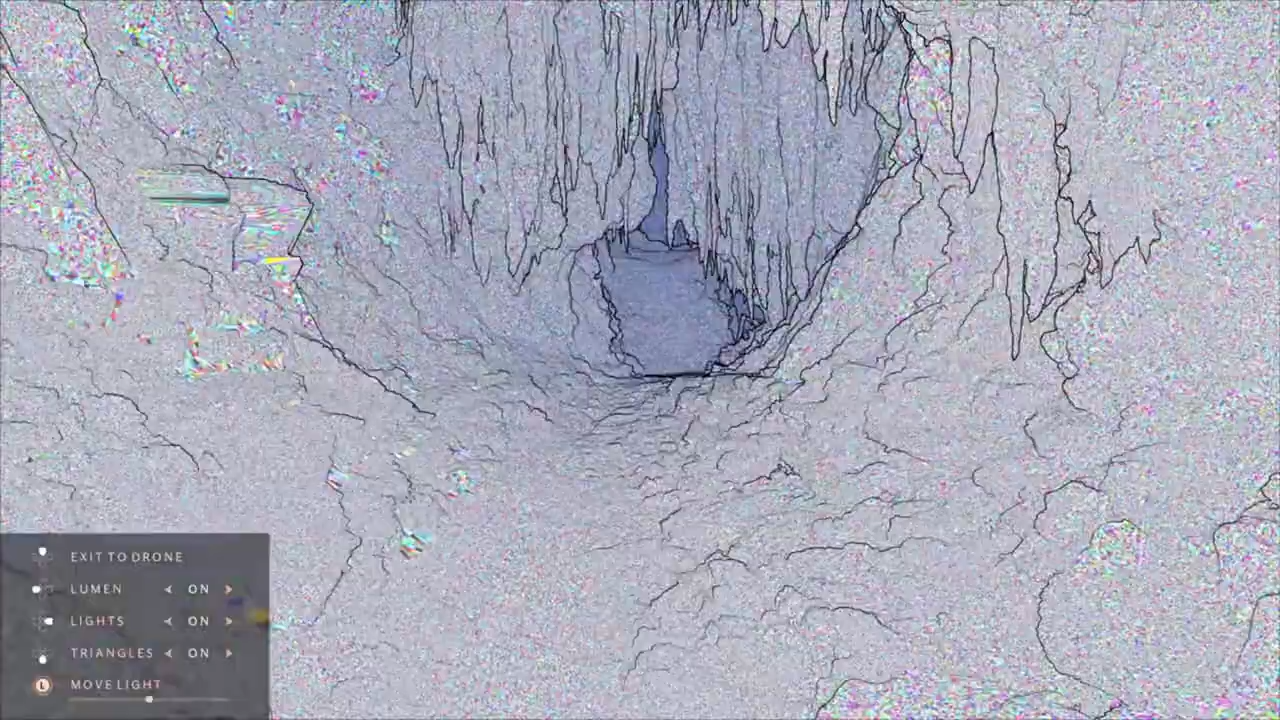 EXIT TO DRONE
LUMEN ON
LIGHTS ON
TRIANGLES ON
L MOVE LIGHT